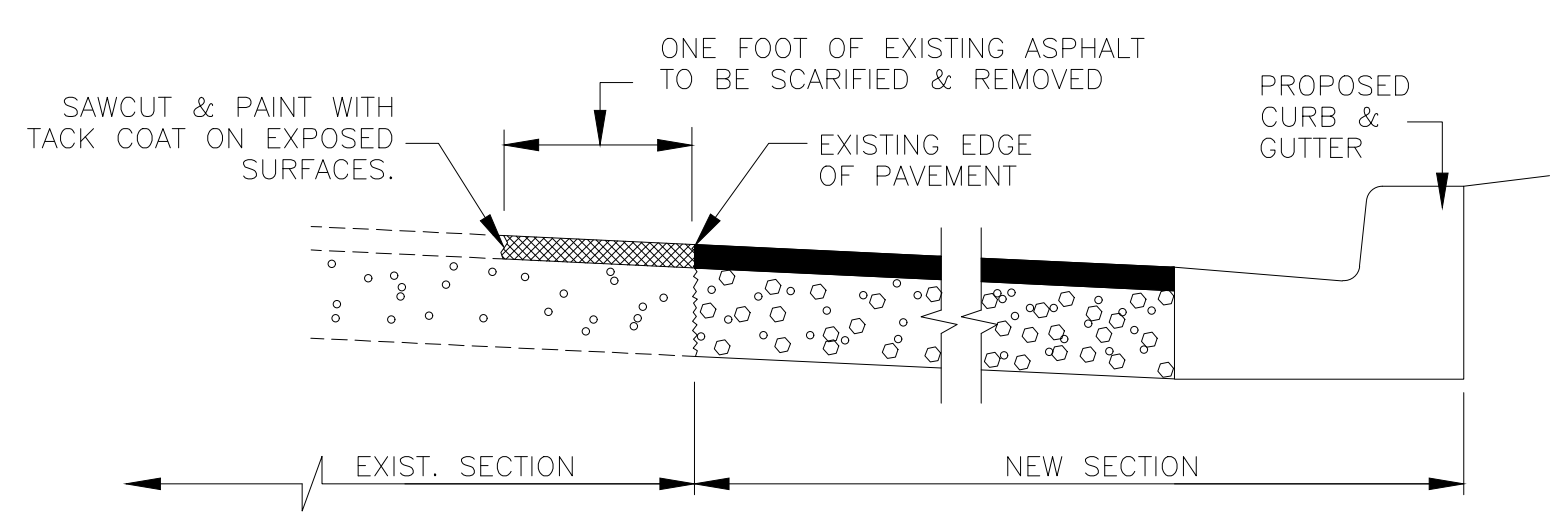 ONE FOOT OF EXISTING ASPHALT
TO BE SCARIFIED & REMOVED
SAWCUT & PAINT WITH
TACK COAT ON EXPOSED
SURFACES.
EXISTING EDGE
OF PAVEMENT
PROPOSED
CURB &
GUTTER
EXIST. SECTION
NEW SECTION